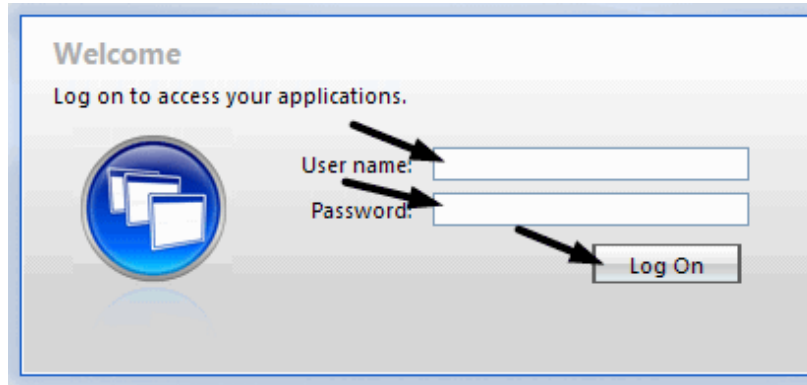 Welcome
Log on to access your applications.
User name:
Password:
Log On